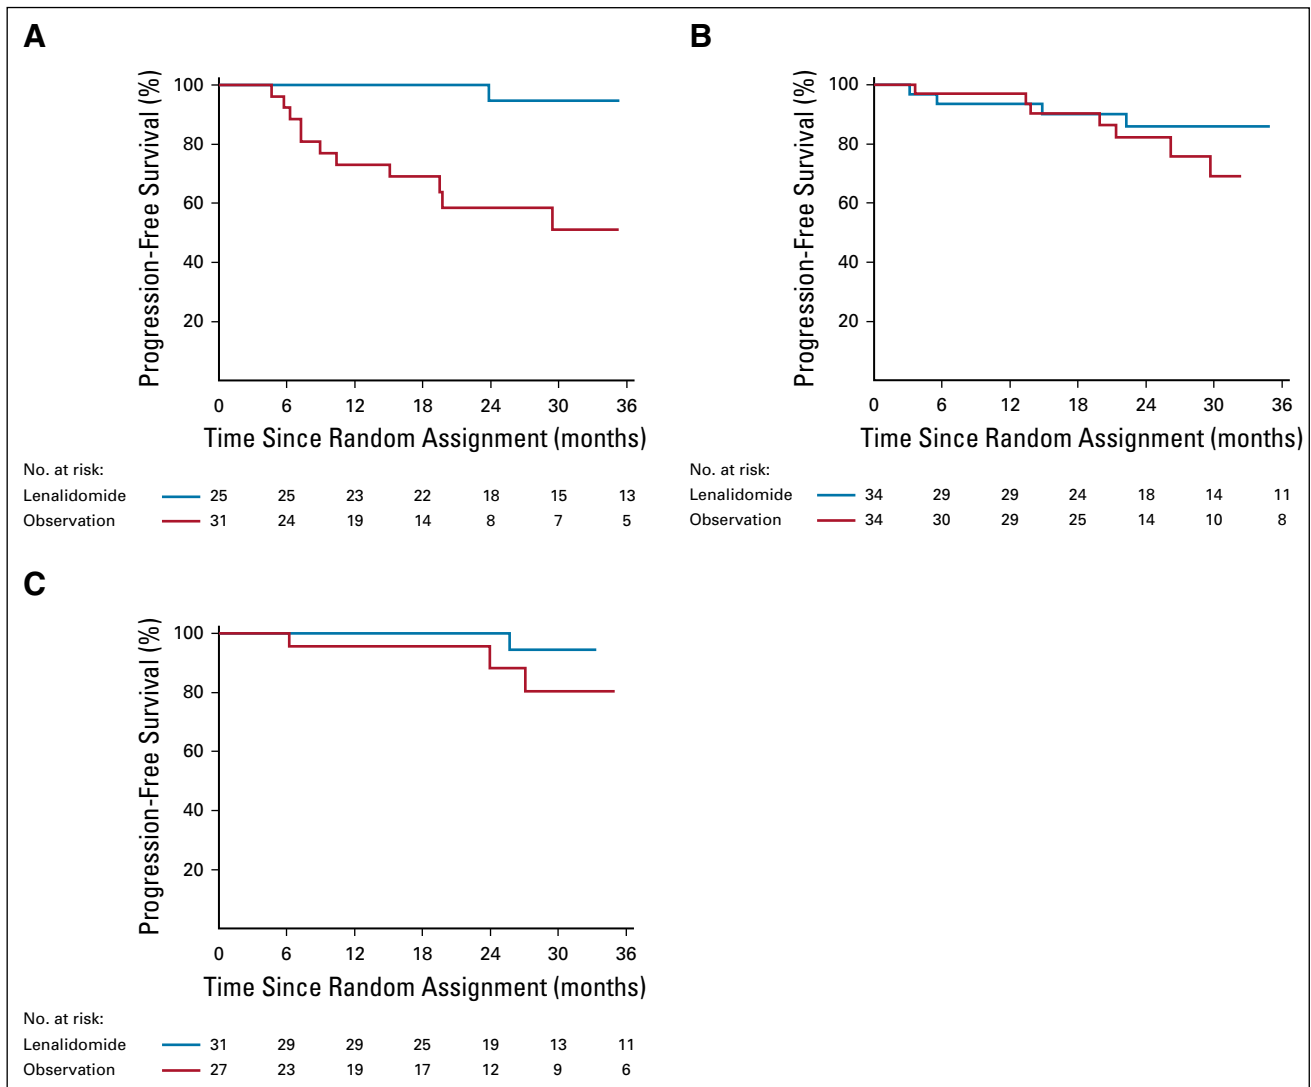 A
Progression-Free Survival (%)
100
80
60
40
20
0 6 12 18 24 30 36
Time Since Random Assignment (months)
No. at risk:
Lenalidomide 25 25 23 22 18 15 13
Observation 31 24 19 14 8 7 5
B
Progression-Free Survival (%)
100
80
60
40
20
0 6 12 18 24 30 36
Time Since Random Assignment (months)
No. at risk:
Lenalidomide 34 29 29 24 18 14 11
Observation 34 30 29 25 14 10 8
C
Progression-Free Survival (%)
100
80
60
40
20
0 6 12 18 24 30 36
Time Since Random Assignment (months)
No. at risk:
Lenalidomide 31 29 29 25 19 13 11
Observation 27 23 19 17 12 9 6